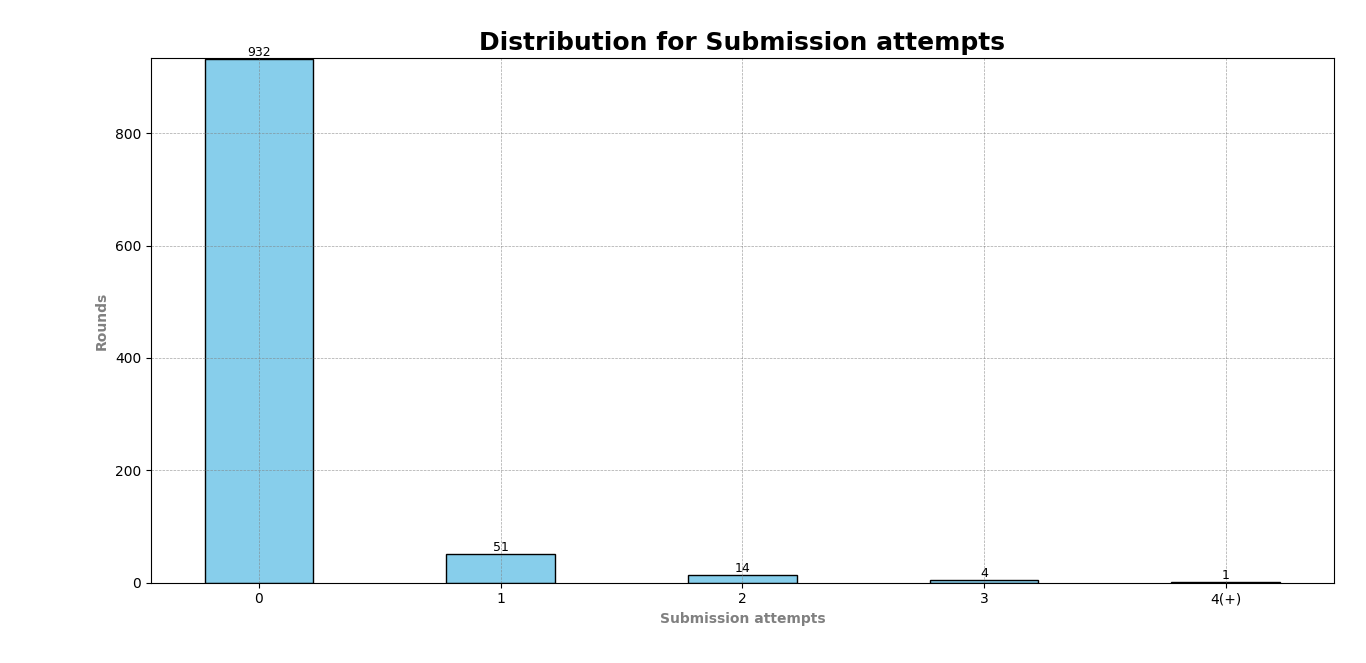 Distribution for Submission attempts
932
800
600
400
200
0
Rounds
51
14
4
1
0 1 2 3 4(+)
Submission attempts